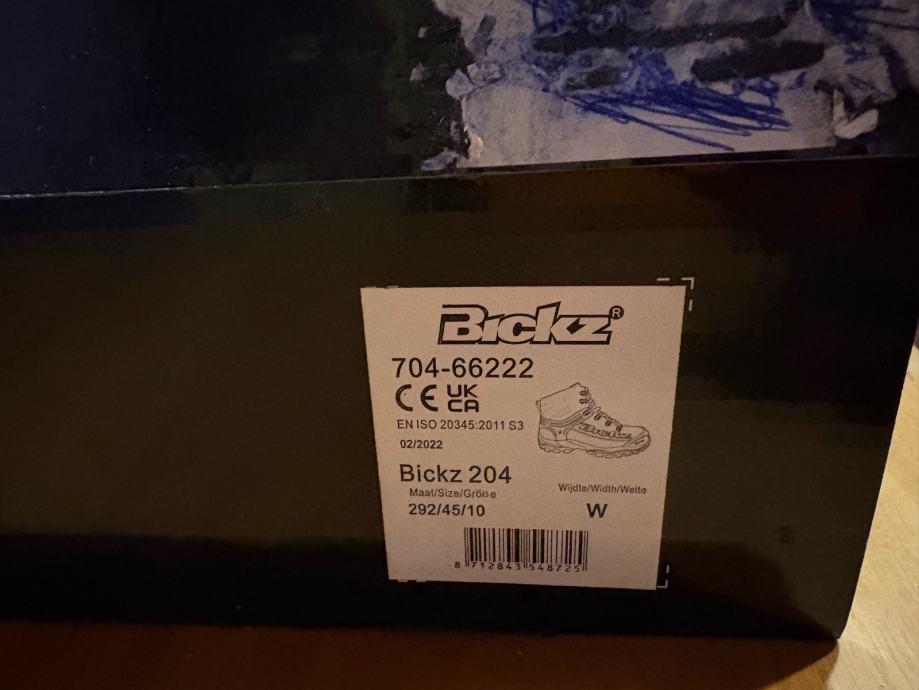 Bickz®
704-66222
CE UK CA
EN ISO 20345:2011 S3
02/2022
Bickz
Bickz 204
Maat/Size/Größe Wijdte/Width/Weite
292/45/10 W
8 712843 548725